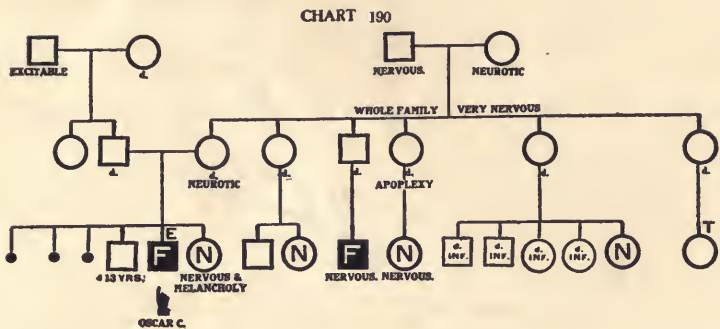 CHART 190
EXCITABLE
d.
NERVOUS.
NEUROTIC
WHOLE FAMILY VERY NERVOUS
d.
d.
NEUROTIC
d.
d.
d.
APOPLEXY
d.
d.
d 13 YRS.
E
F
N
NERVOUS & MELANCHOLY
N
F
NERVOUS.
N
NERVOUS.
d. INF.
d. INF.
d. INF.
d. INF.
N
T
OSCAR C.